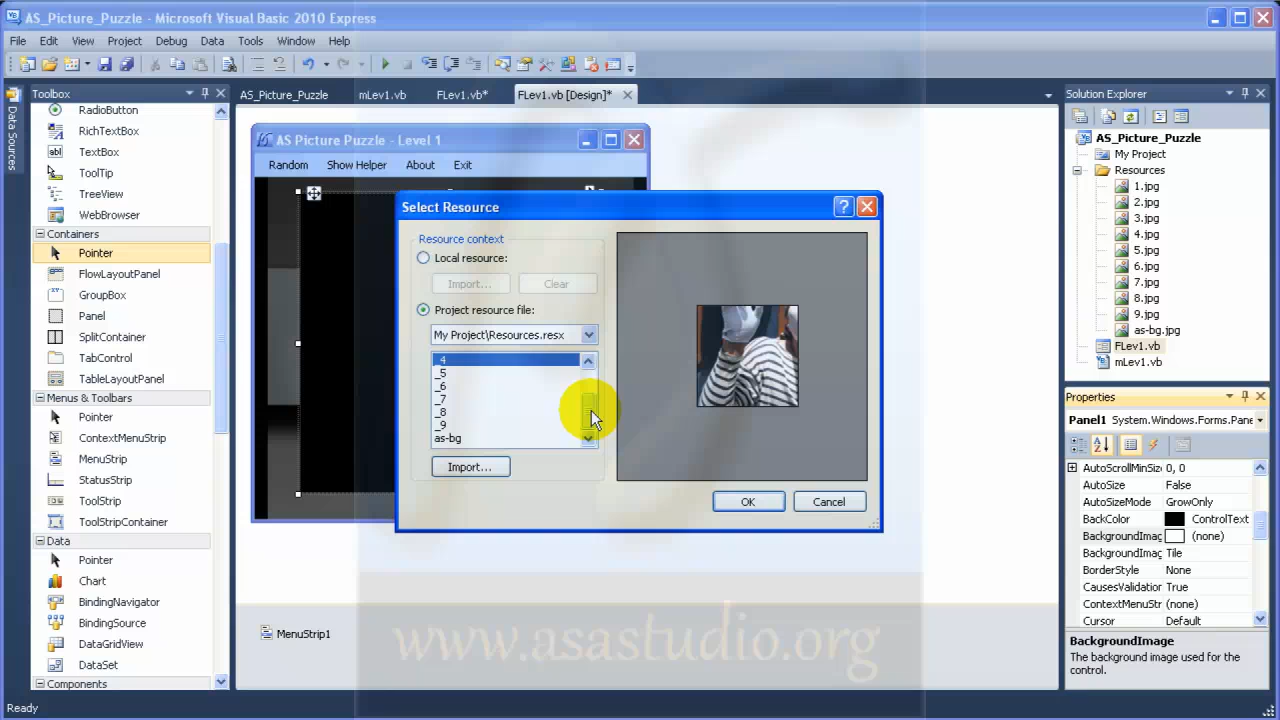 AS_Picture_Puzzle - Microsoft Visual Basic 2010 Express
File Edit View Project Debug Data Tools Window Help
Data Sources
Toolbox
RadioButton
RichTextBox
TextBox
ToolTip
TreeView
WebBrowser
Containers
Pointer
FlowLayoutPanel
GroupBox
Panel
SplitContainer
TabControl
TableLayoutPanel
Menus & Toolbars
Pointer
ContextMenuStrip
MenuStrip
StatusStrip
ToolStrip
ToolStripContainer
Data
Pointer
Chart
BindingNavigator
BindingSource
DataGridView
DataSet
Components
AS_Picture_Puzzle mLev1.vb FLev1.vb* FLev1.vb [Design]*
AS Picture Puzzle - Level 1
Random Show Helper About Exit
Select Resource
Resource context
Local resource:
Import... Clear
Project resource file:
My Project\Resources.resx
_4
_5
_6
_7
_8
_9
as-bg
Import...
OK Cancel
MenuStrip1
www.asastudio.org
Solution Explorer
AS_Picture_Puzzle
My Project
Resources
1.jpg
2.jpg
3.jpg
4.jpg
5.jpg
6.jpg
7.jpg
8.jpg
9.jpg
as-bg.jpg
FLev1.vb
mLev1.vb
Properties
Panel1 System.Windows.Forms.Pane
AutoScrollMinSiz 0, 0
AutoSize False
AutoSizeMode GrowOnly
BackColor ControlText
BackgroundImag (none)
BackgroundImag Tile
BorderStyle None
CausesValidation True
ContextMenuStr (none)
Cursor Default
BackgroundImage
The background image used for the
control.
Ready